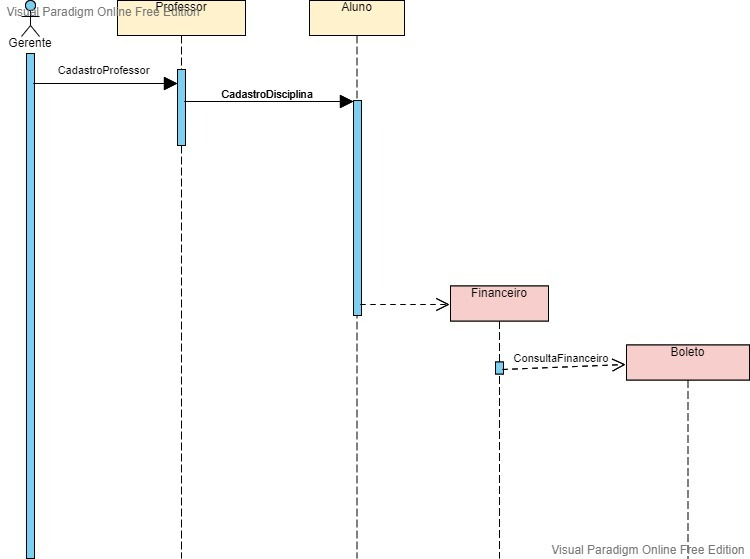 Visual Paradigm Online Free Edition
Professor
Aluno
Gerente
CadastroProfessor
CadastroDisciplina
Financeiro
Boleto
ConsultaFinanceiro
Visual Paradigm Online Free Edition